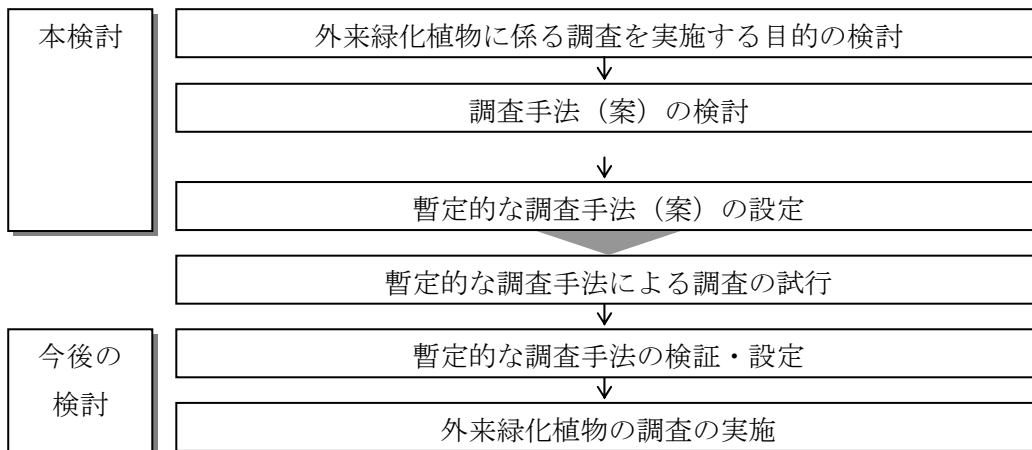 本検討
外来緑化植物に係る調査を実施する目的の検討
調査手法（案）の検討
暫定的な調査手法（案）の設定
暫定的な調査手法による調査の試行
今後の
検討
暫定的な調査手法の検証・設定
外来緑化植物の調査の実施